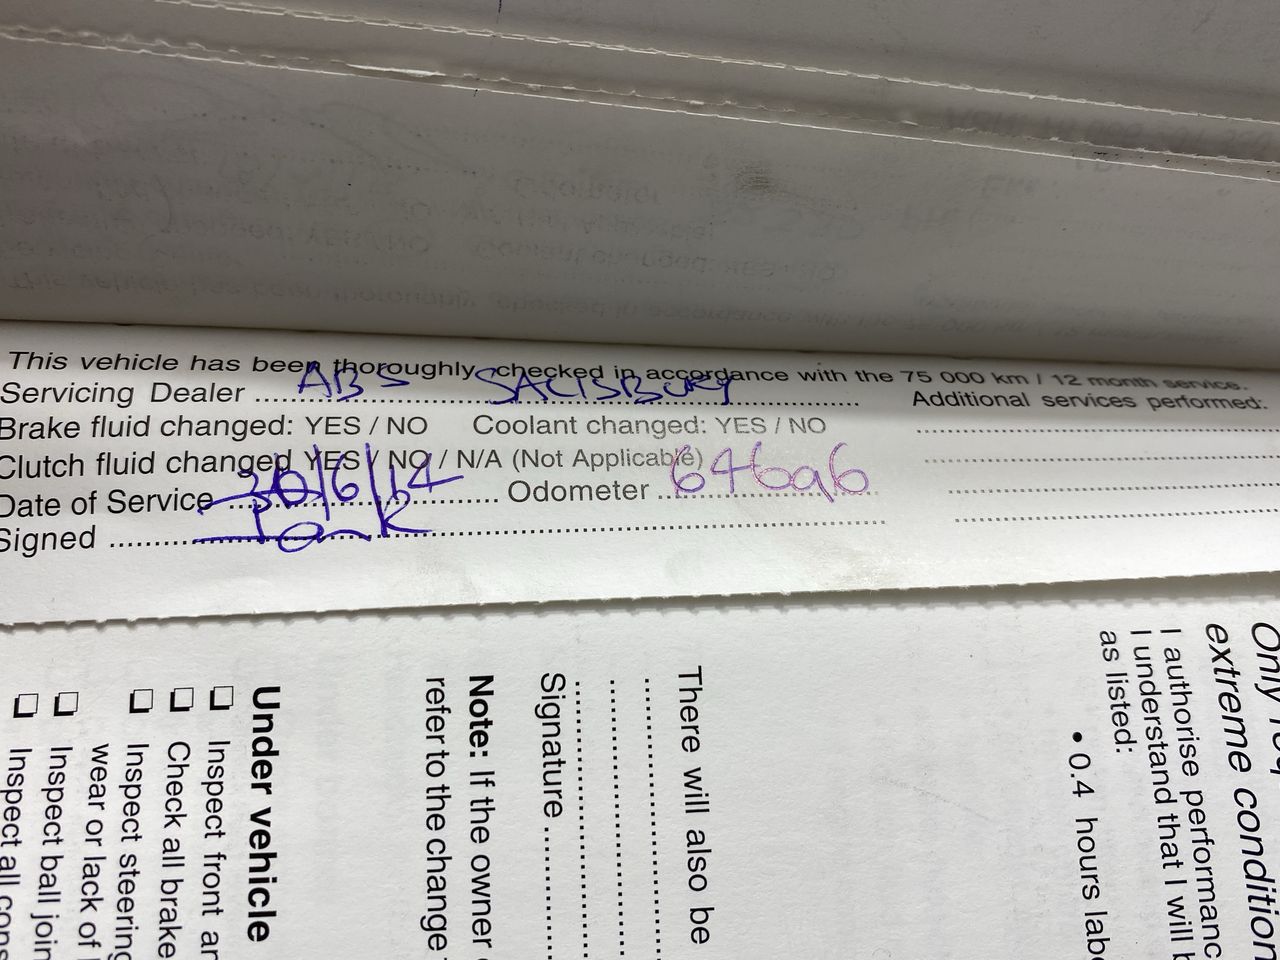 This vehicle has been thoroughly checked in accordance with the 75 000 km / 12 month service.
Servicing Dealer ABS SALISBURY
Additional services performed:
Brake fluid changed: YES / NO Coolant changed: YES / NO
Clutch fluid changed YES / NO / N/A (Not Applicable)
Date of Service 30/6/14 Odometer 64696
Signed
Only
extreme condition
I authorise performanc
I understand that I will b
as listed:
• 0.4 hours labo
There will also be
Signature
Note: If the owner
refer to the change
Under vehicle
❏ Inspect front an
❏ Check all brake
❏ Inspect steering
wear or lack of
❏ Inspect ball join
❏ Inspect all cons